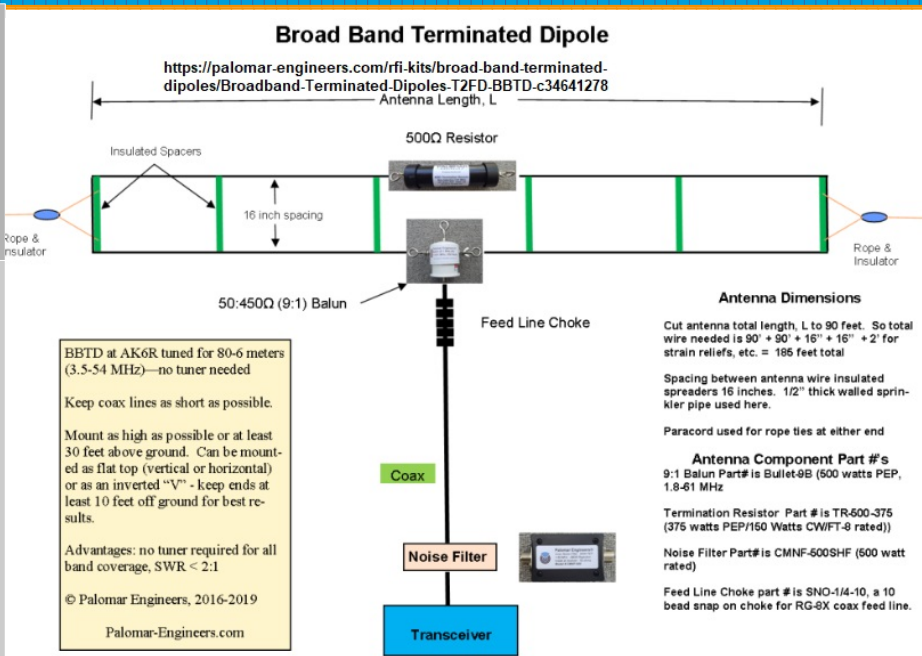 Broad Band Terminated Dipole
https://palomar-engineers.com/rfi-kits/broad-band-terminated-
dipoles/Broadband-Terminated-Dipoles-T2FD-BBTD-c34641278
Antenna Length, L
500Ω Resistor
Insulated Spacers
16 inch spacing
Rope &
Insulator
Rope &
Insulator
50:450Ω (9:1) Balun
Feed Line Choke
BBTD at AK6R tuned for 80-6 meters
(3.5-54 MHz)—no tuner needed
Keep coax lines as short as possible.
Mount as high as possible or at least
30 feet above ground. Can be mount-
ed as flat top (vertical or horizontal)
or as an inverted “V” - keep ends at
least 10 feet off ground for best re-
sults.
Advantages: no tuner required for all
band coverage, SWR < 2:1
© Palomar Engineers, 2016-2019
Palomar-Engineers.com
Coax
Noise Filter
Transceiver
Antenna Dimensions
Cut antenna total length, L to 90 feet. So total
wire needed is 90' + 90' + 16" + 16" + 2' for
strain reliefs, etc. = 185 feet total
Spacing between antenna wire insulated
spreaders 16 inches. 1/2" thick walled sprin-
kler pipe used here.
Paracord used for rope ties at either end
Antenna Component Part #'s
9:1 Balun Part# is Bullet-9B (500 watts PEP,
1.8-61 MHz
Termination Resistor Part # is TR-500-375
(375 watts PEP/150 Watts CW/FT-8 rated))
Noise Filter Part# is CMNF-500SHF (500 watt
rated)
Feed Line Choke part # is SNO-1/4-10, a 10
bead snap on choke for RG-8X coax feed line.